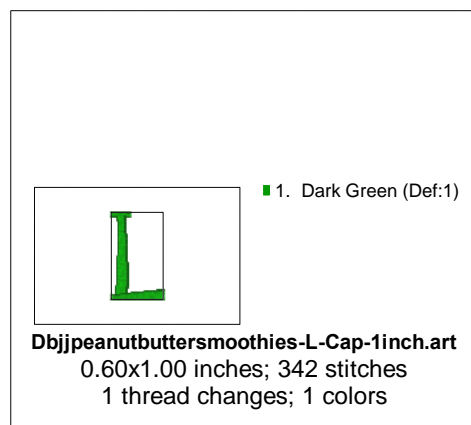 1. Dark Green (Def:1)
L
Dbjjpeanutbuttersmoothies-L-Cap-1inch.art
0.60x1.00 inches; 342 stitches
1 thread changes; 1 colors